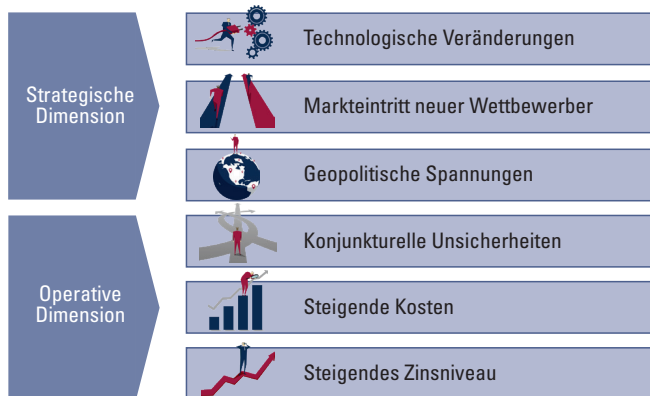 Strategische
Dimension
Technologische Veränderungen
Markteintritt neuer Wettbewerber
Geopolitische Spannungen
Operative
Dimension
Konjunkturelle Unsicherheiten
Steigende Kosten
Steigendes Zinsniveau